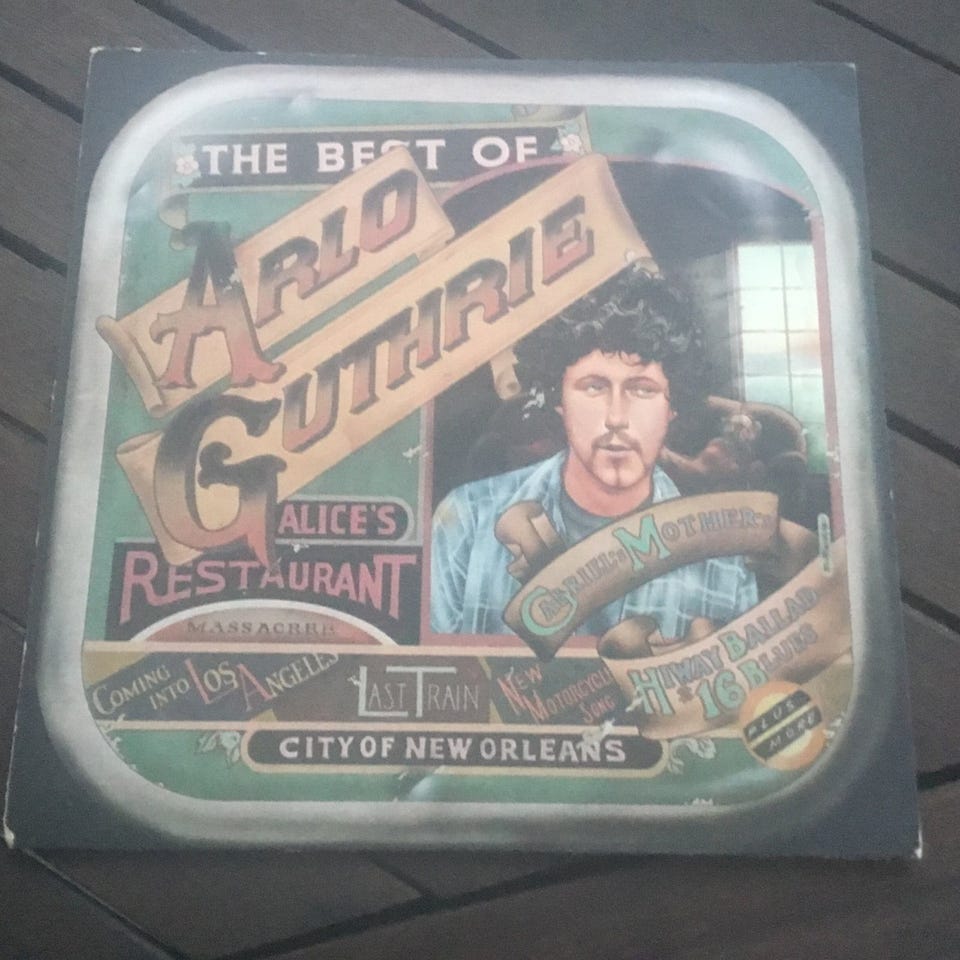 THE BEST OF
ARLO
GUTHRIE
ALICE'S
RESTAURANT
MASSACREE
GABRIEL'S MOTHER'S
HIWAY BALLAD
#16 BLUES
COMING
INTO LOS ANGELES
LAST TRAIN
NEW
MOTORCYCLE
SONG
PLUS
MORE
CITY OF NEW ORLEANS